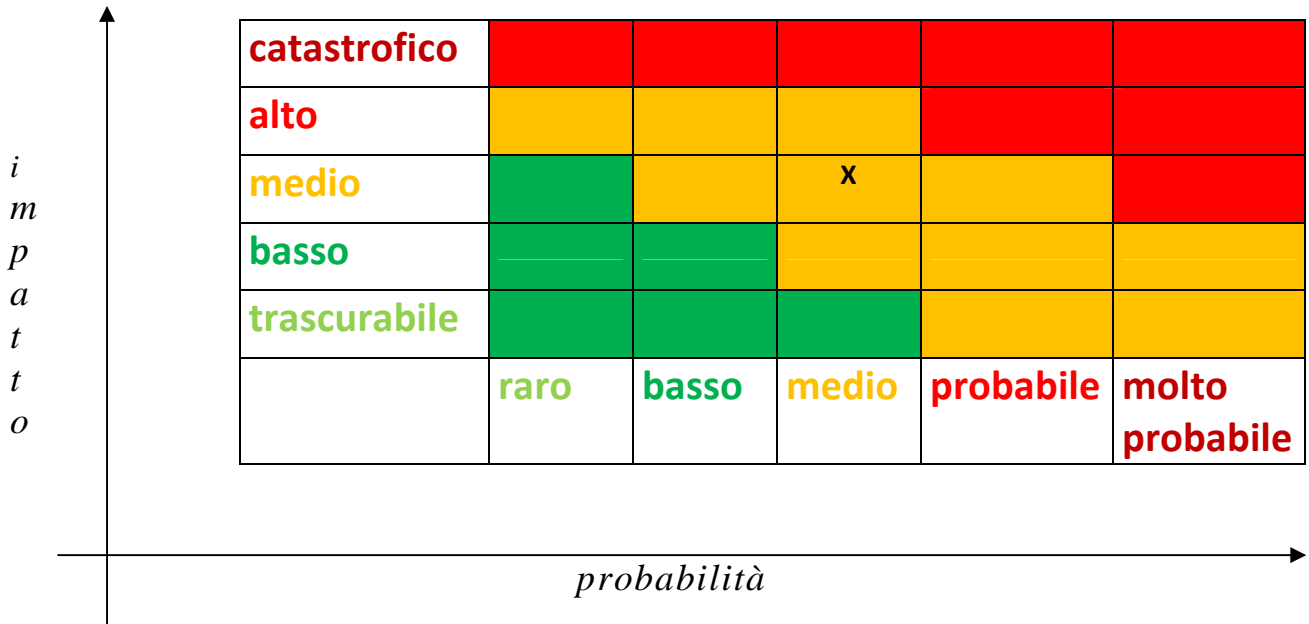 catastrofico
alto
medio
x
basso
trascurabile
raro
basso
medio
probabile
molto
probabile
i
m
p
a
t
t
o
probabilità